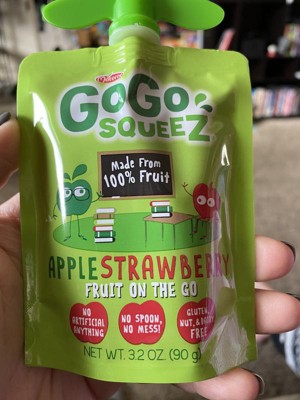 GoGo
SQUEEZ
Made From
100% Fruit
APPLESTRAWBERRY
FRUIT ON THE GO
NO
ARTIFICIAL
ANYTHING
NO SPOON,
NO MESS!
GLUTEN,
NUT, & DAIRY
FREE
NET WT. 3.2 OZ. (90 g)